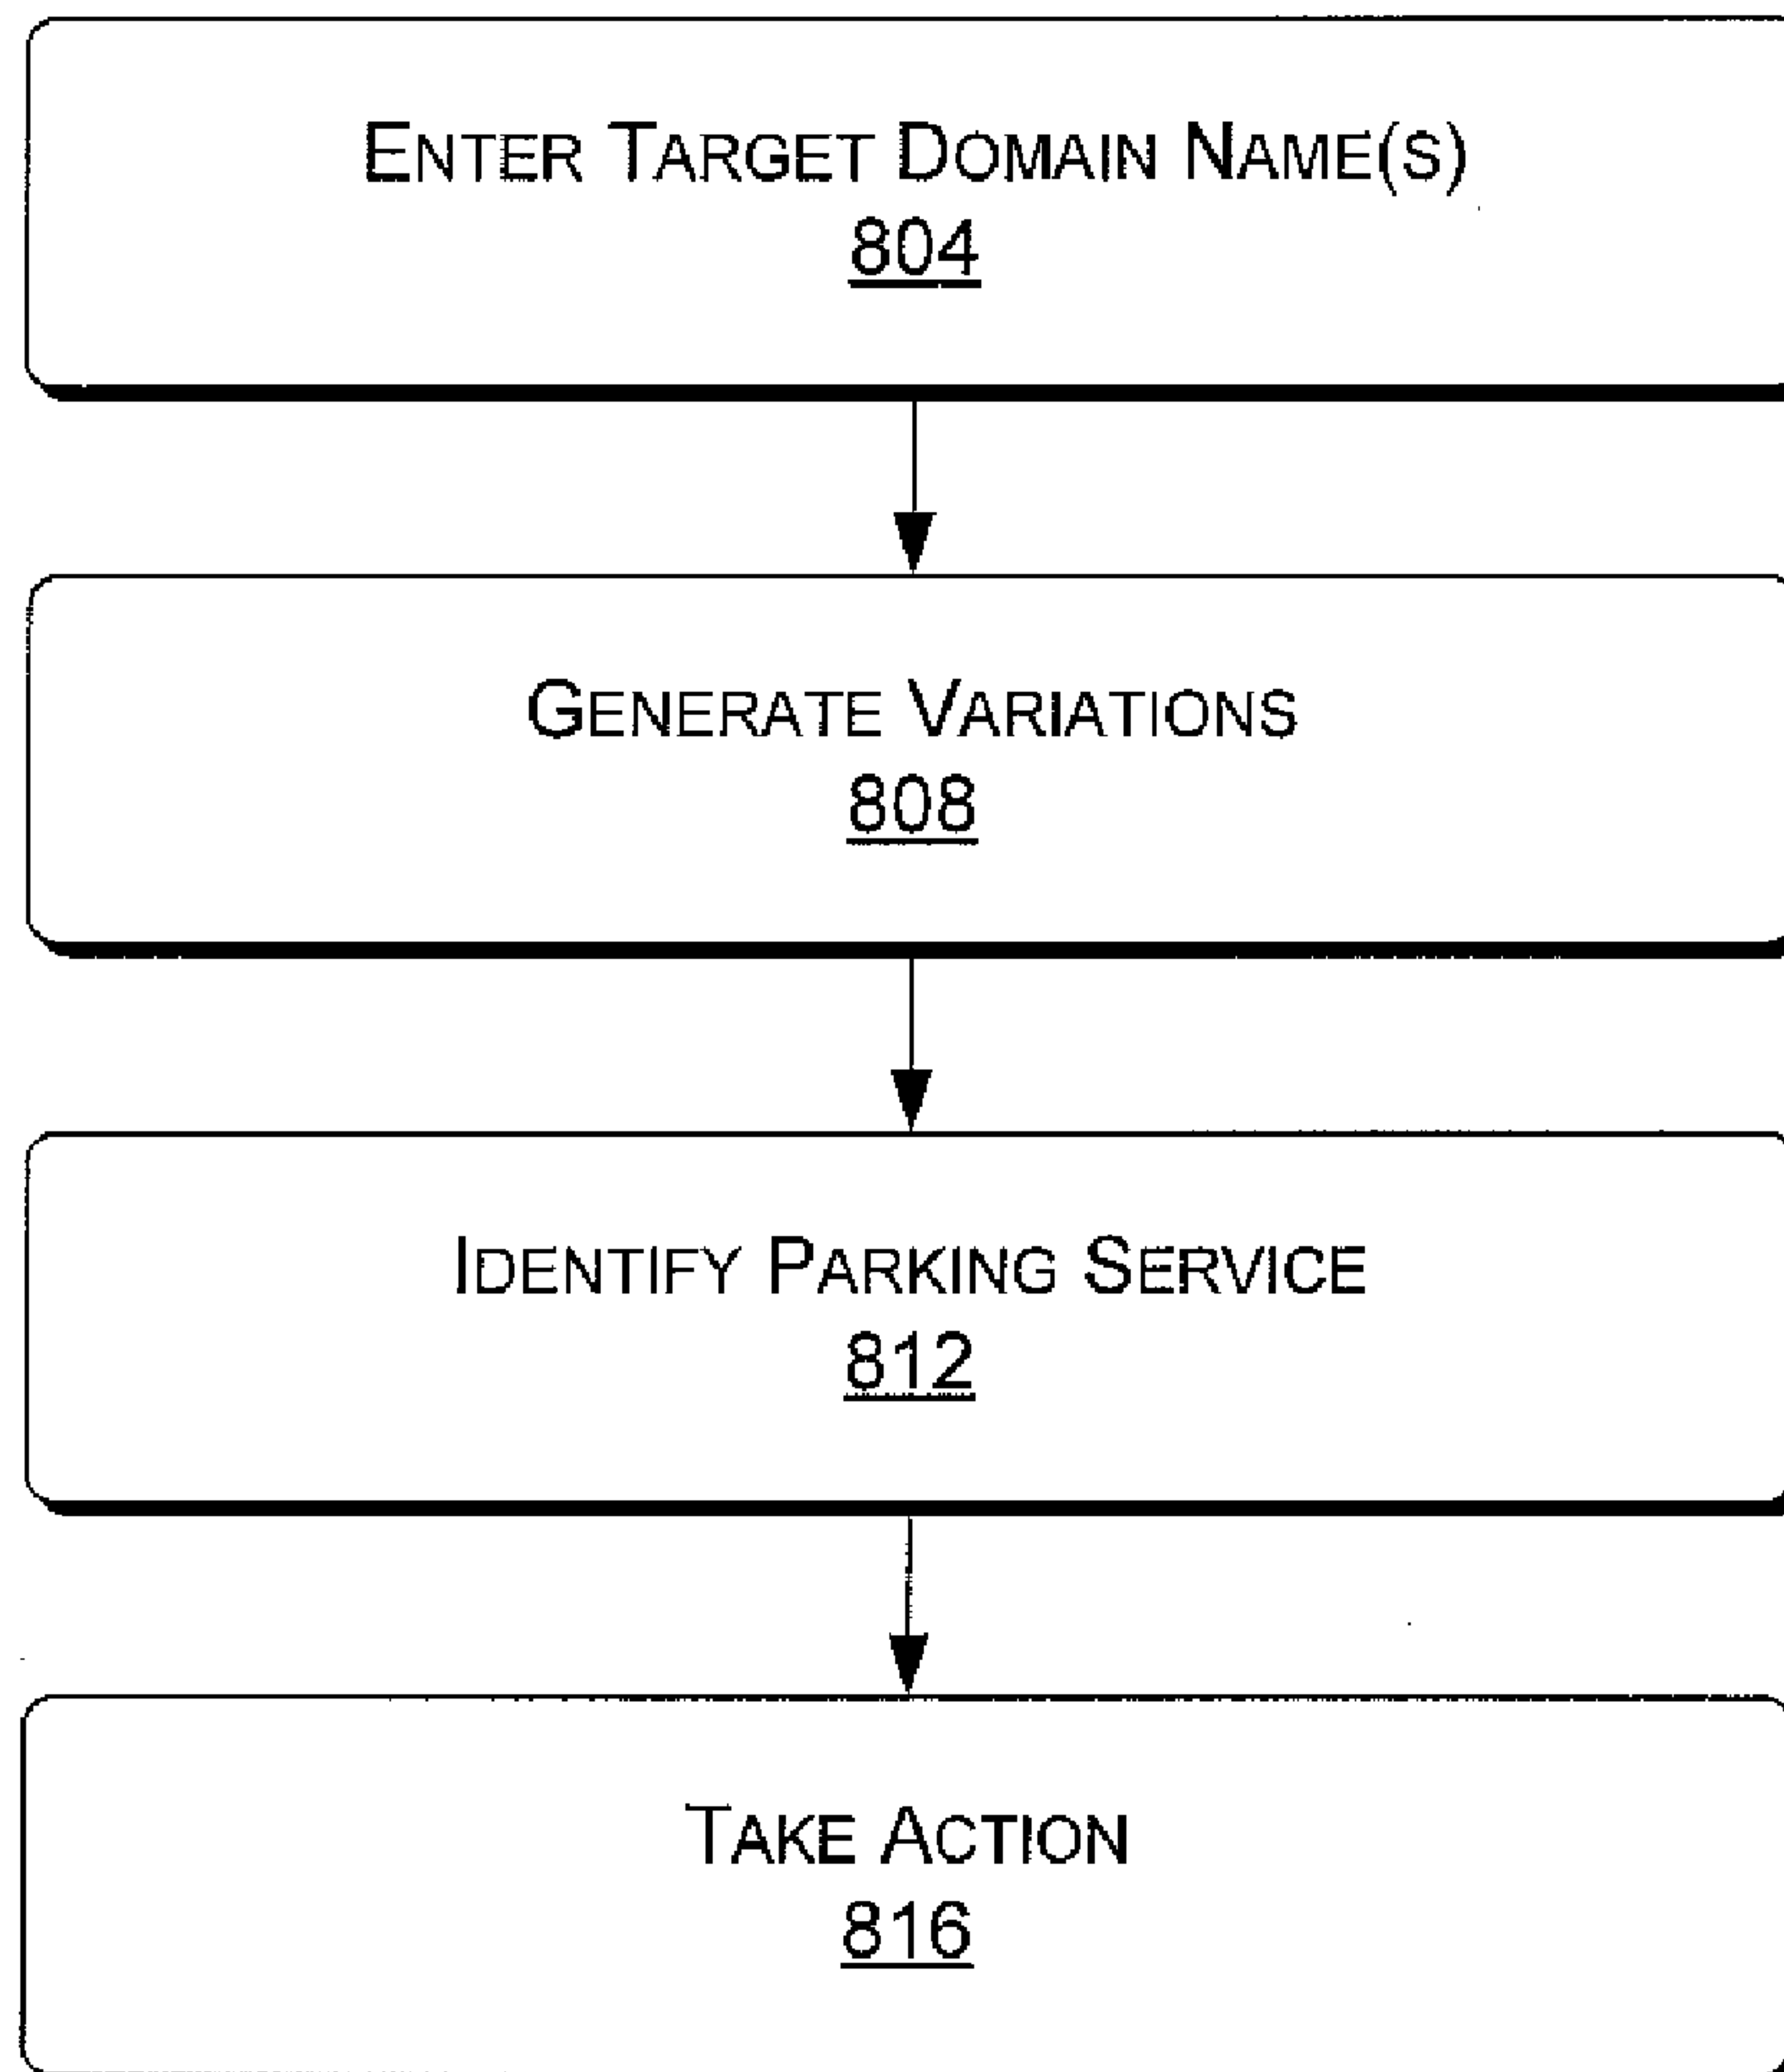 ENTER TARGET DOMAIN NAME(S)
804
GENERATE VARIATIONS
808
IDENTIFY PARKING SERVICE
812
TAKE ACTION
816